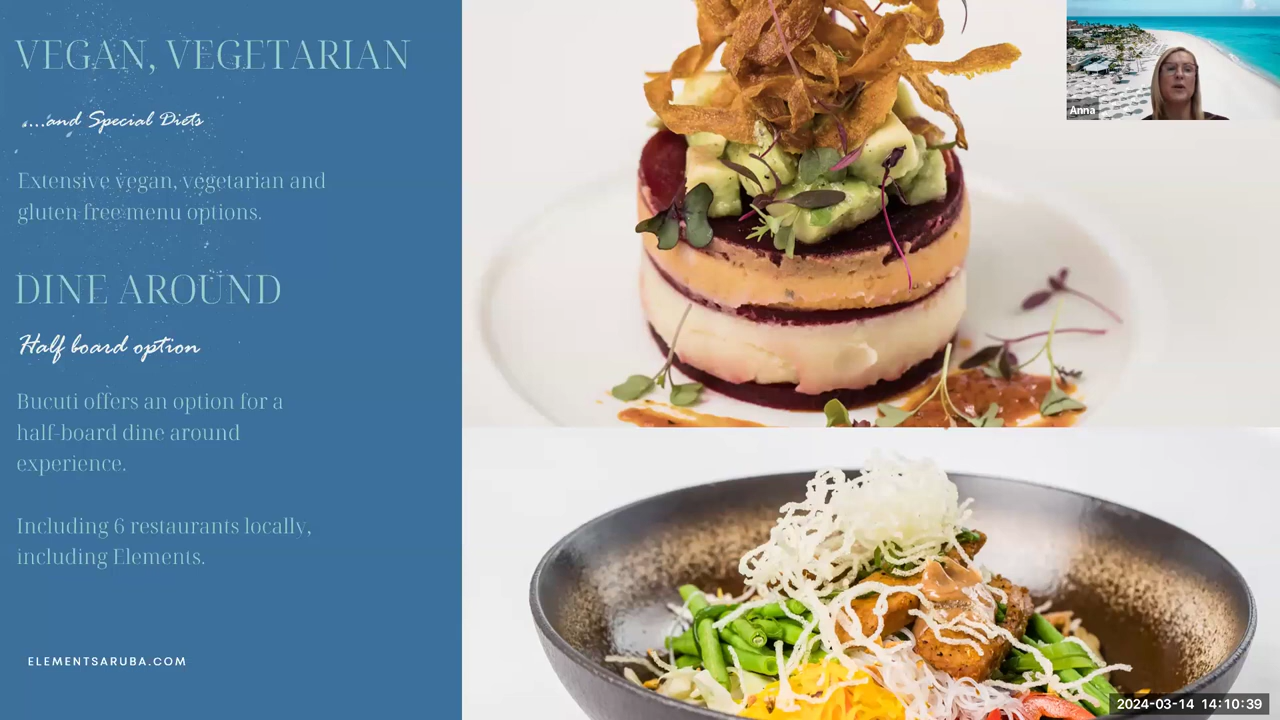 VEGAN, VEGETARIAN
....and Special Diets
Extensive vegan, vegetarian and
gluten free menu options.
DINE AROUND
Half board option
Bucuti offers an option for a
half-board dine around
experience.
Including 6 restaurants locally,
including Elements.
ELEMENTSARUBA.COM
Anna
2024-03-14 14:10:39